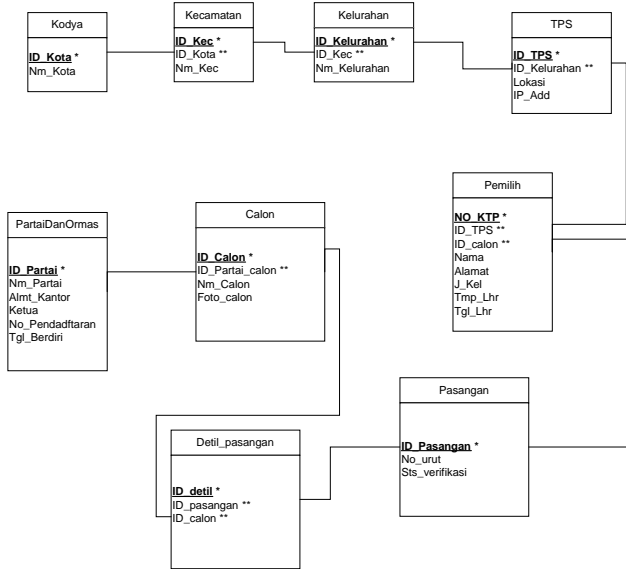 Kodya
ID_Kota *
Nm_Kota
Kecamatan
ID_Kec *
ID_Kota **
Nm_Kec
Kelurahan
ID_Kelurahan *
ID_Kec **
Nm_Kelurahan
TPS
ID_TPS *
ID_Kelurahan **
Lokasi
IP_Add
PartaiDanOrmas
ID_Partai *
Nm_Partai
Almt_Kantor
Ketua
No_Pendadftaran
Tgl_Berdiri
Calon
ID_Calon *
ID_Partai_calon **
Nm_Calon
Foto_calon
Pemilih
NO_KTP *
ID_TPS **
ID_calon **
Nama
Alamat
J_Kel
Tmp_Lhr
Tgl_Lhr
Detil_pasangan
ID_detil *
ID_pasangan **
ID_calon **
Pasangan
ID_Pasangan *
No_urut
Sts_verifikasi